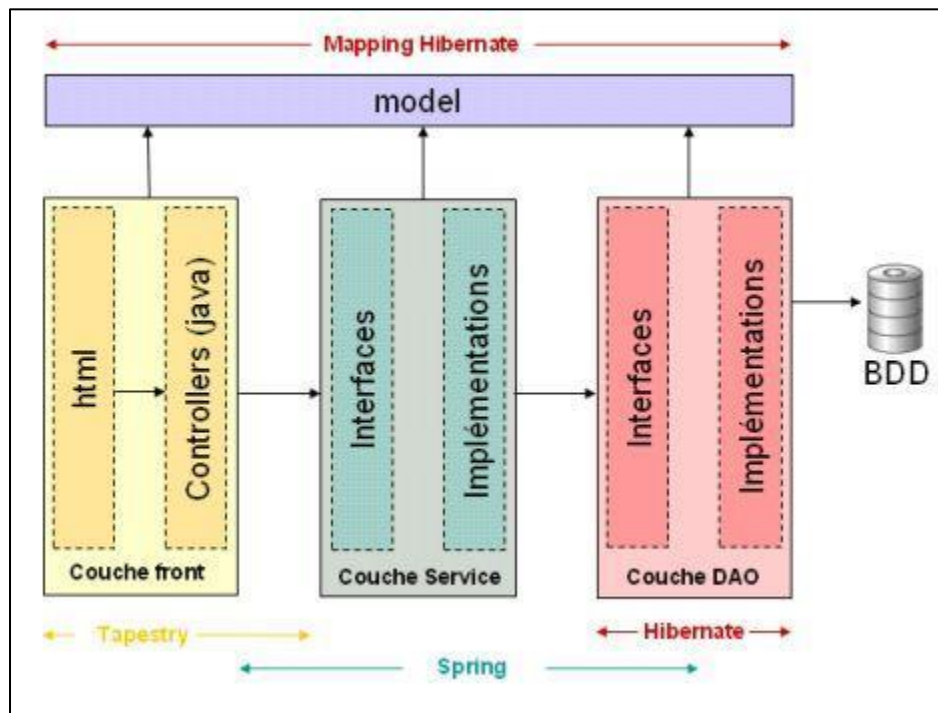 Mapping Hibernate
model
html
Controllers (java)
Couche front
Interfaces
Implémentations
Couche Service
Interfaces
Implémentations
Couche DAO
BDD
Tapestry
Hibernate
Spring